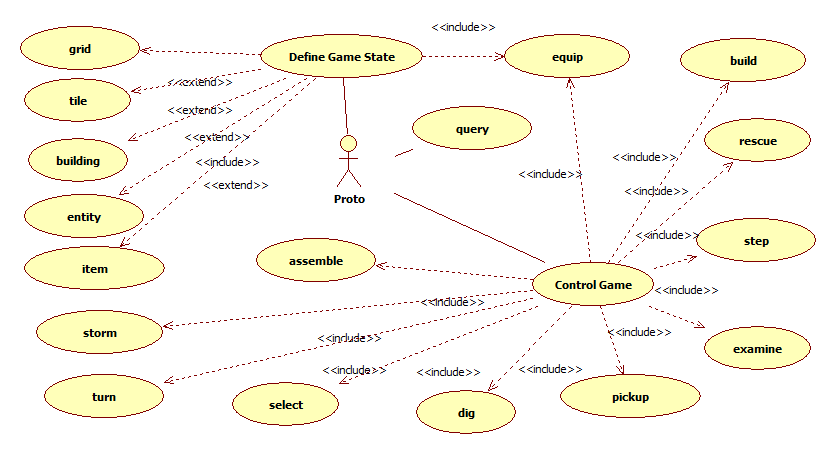 <<include>>
grid
Define Game State
equip
build
<<extend>>
tile
<<extend>>
query
<<extend>>
rescue
building
<<include>>
<<include>>
<<include>>
<<extend>>
<<include>>
Proto
entity
<<include>>
step
assemble
item
Control Game
<<include>>
<<include>>
storm
<<include>>
<<include>>
examine
<<include>>
<<include>>
<<include>>
turn
select
dig
pickup